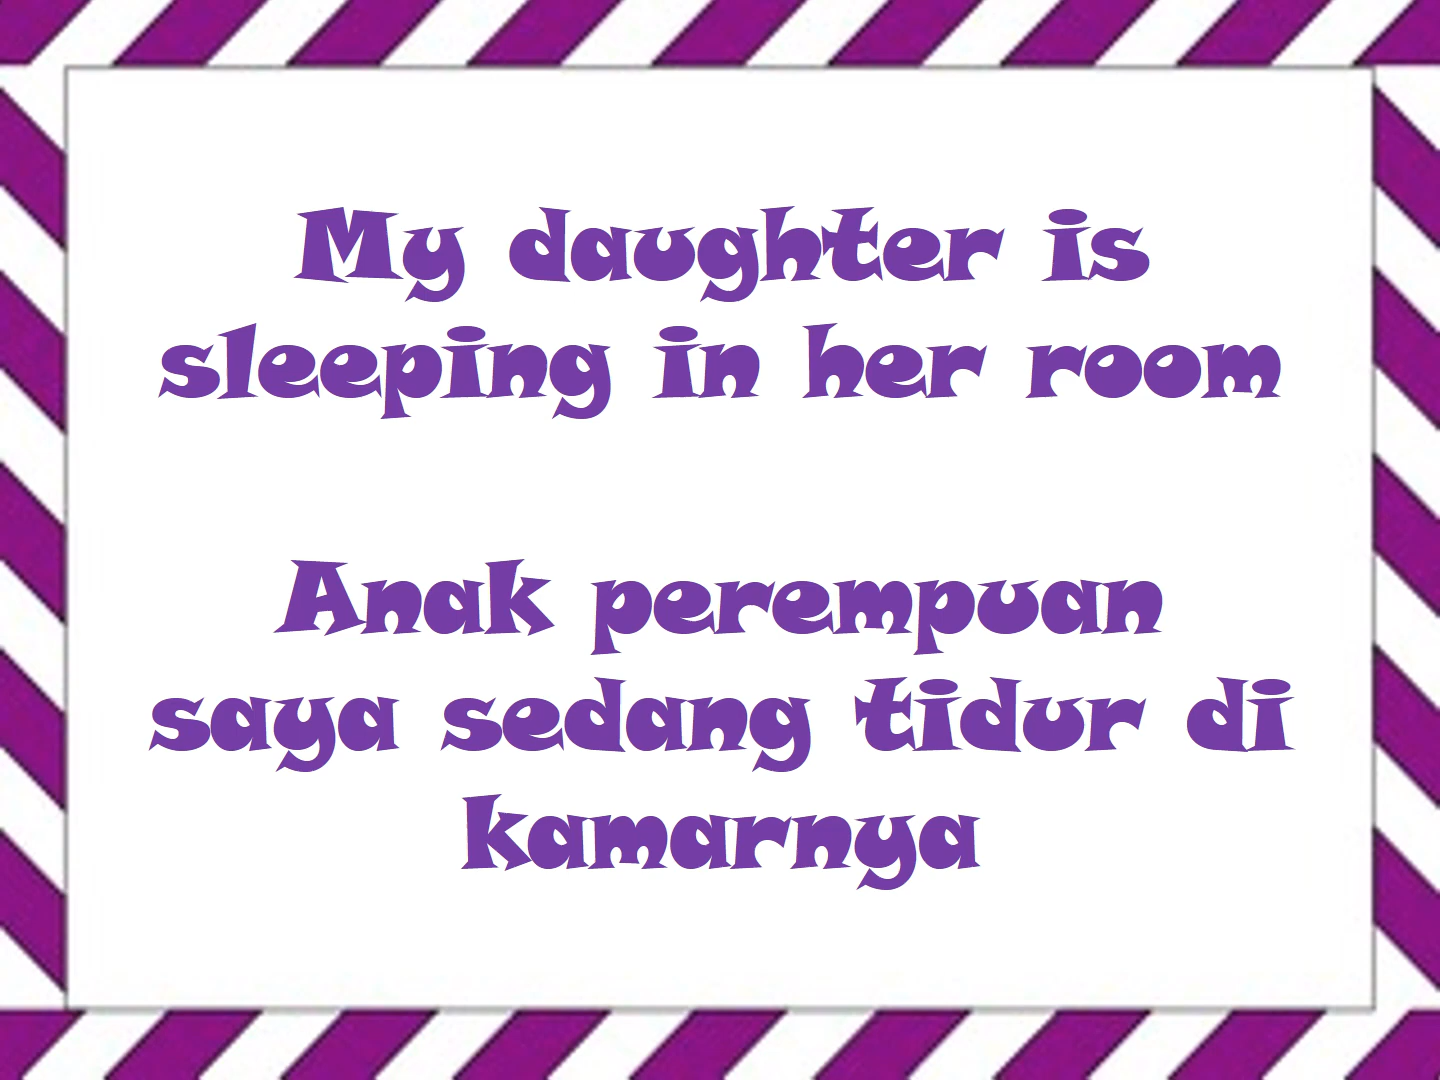 My daughter is
sleeping in her room
Anak perempuan
saya sedang tidur di
kamarnya